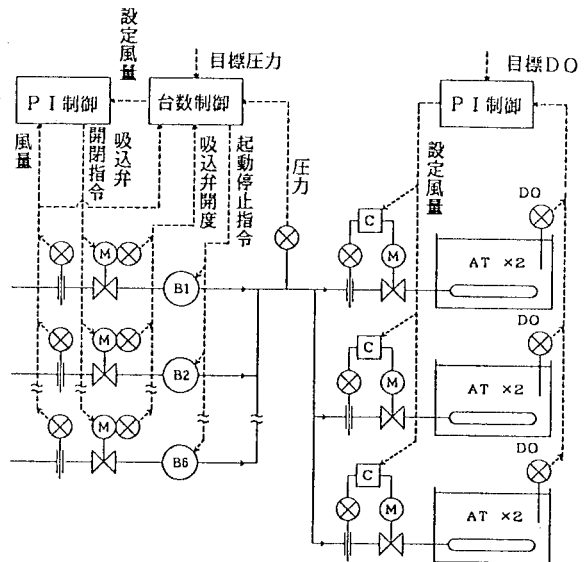 設定風量
目標圧力
目標DO
PI制御
台数制御
PI制御
風量
開閉指令
吸込弁
吸込弁開度
起動停止指令
圧力
設定風量
DO
C
M
M
B1
AT ×2
DO
C
M
M
B2
AT ×2
DO
C
M
M
B6
AT ×2